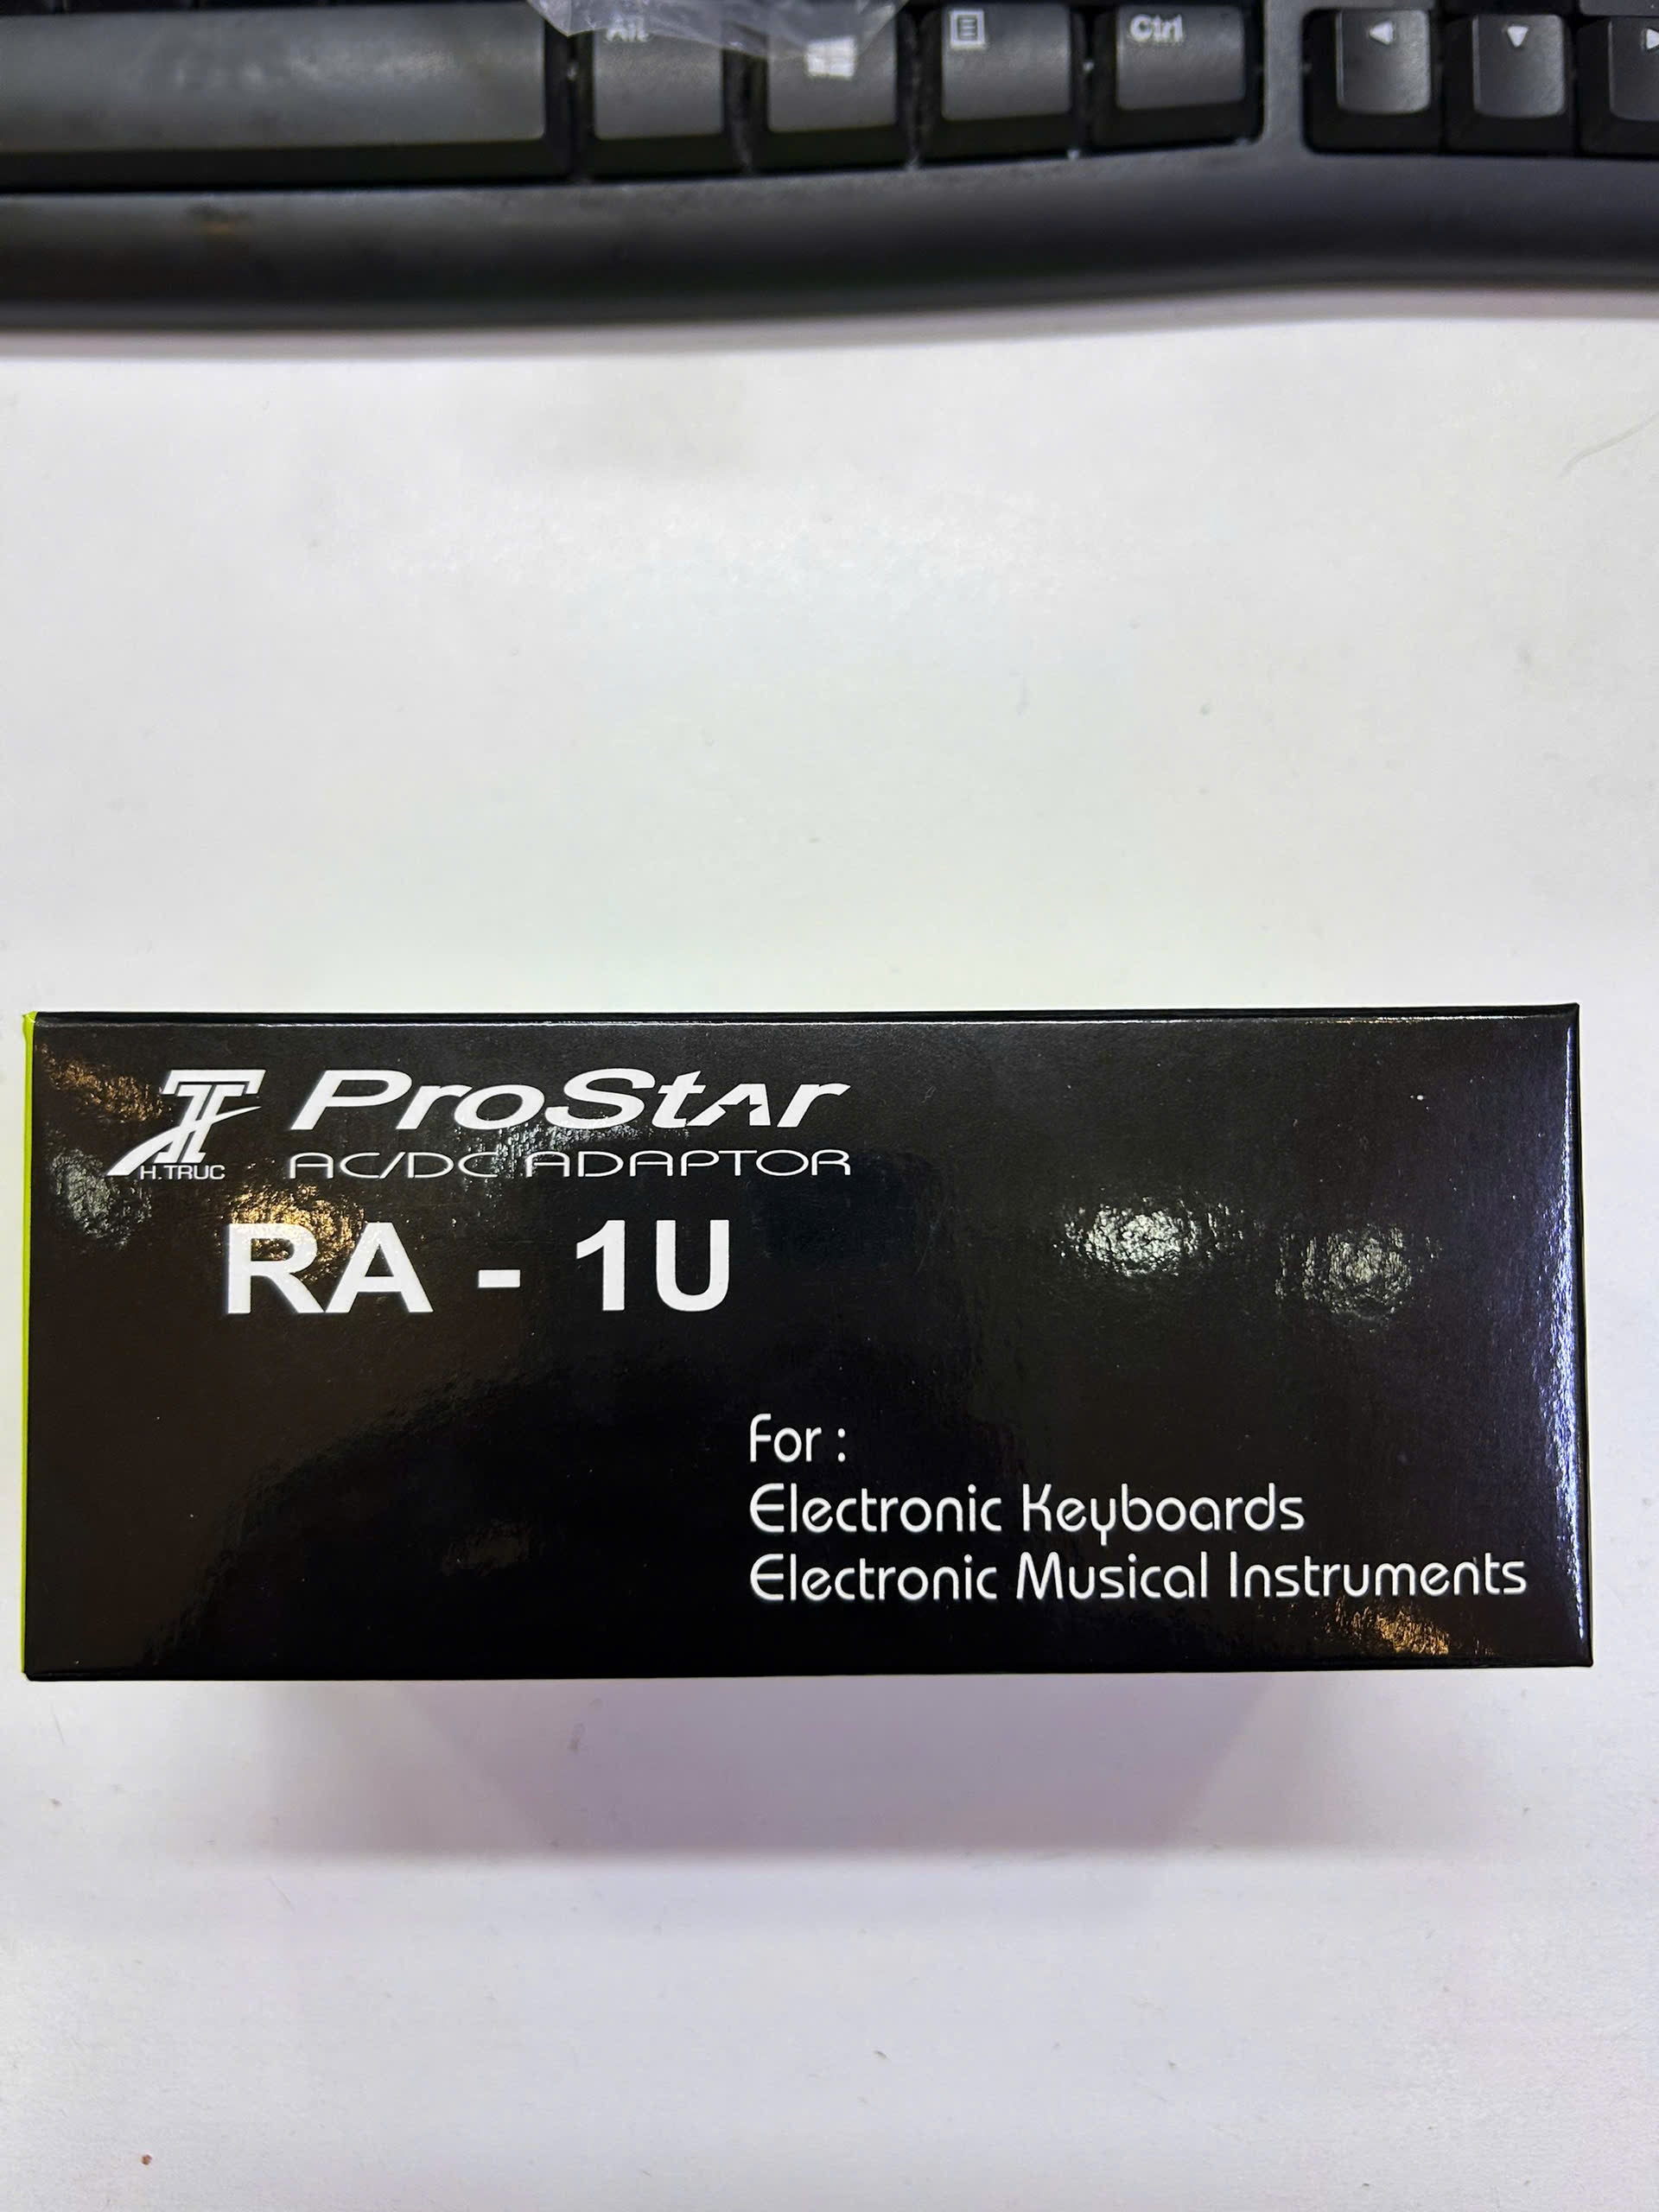 Alt
Ctrl
ProStar
H.TRUC
AC/DC ADAPTOR
RA - 1U
For :
Electronic Keyboards
Electronic Musical Instruments